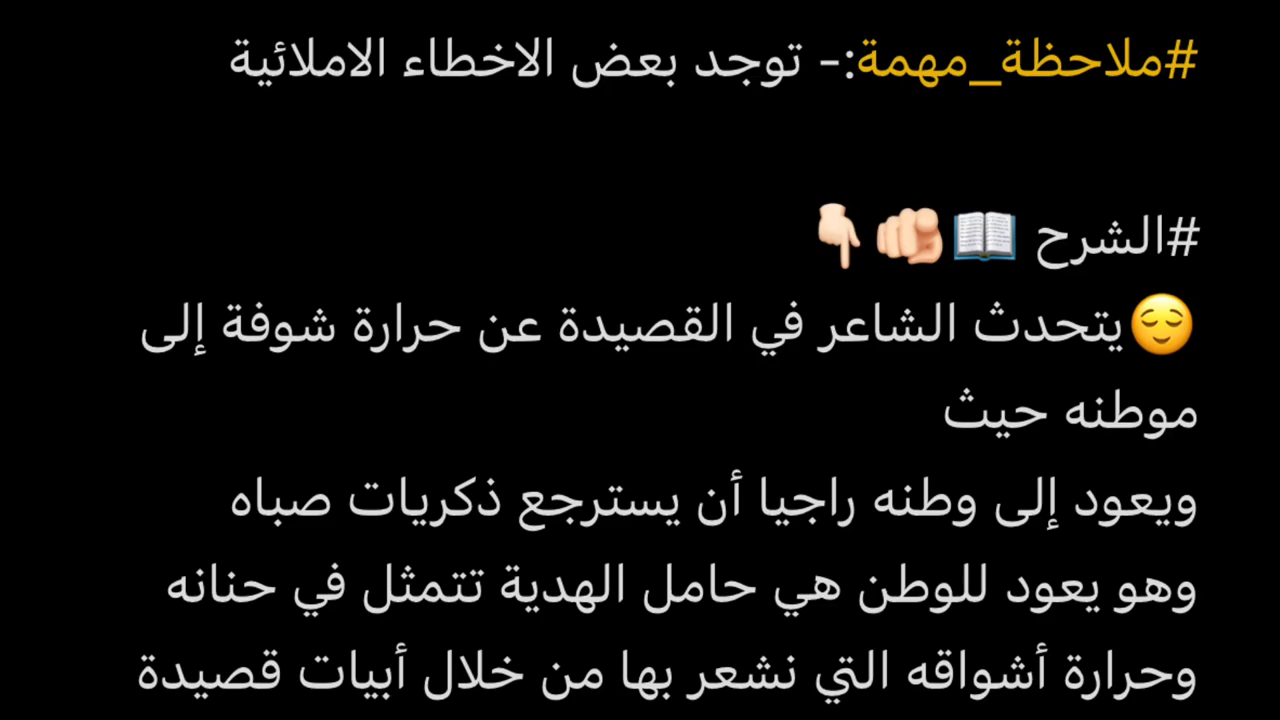 #ملاحظة_مهمة:- توجد بعض الاخطاء الاملائية
#الشرح 📖🫵🏻👇🏻
😌يتحدث الشاعر في القصيدة عن حرارة شوفة إلى
موطنه حيث
ويعود إلى وطنه راجيا أن يسترجع ذكريات صباه
وهو يعود للوطن هي حامل الهدية تتمثل في حنانه
وحرارة أشواقه التي نشعر بها من خلال أبيات قصيدة